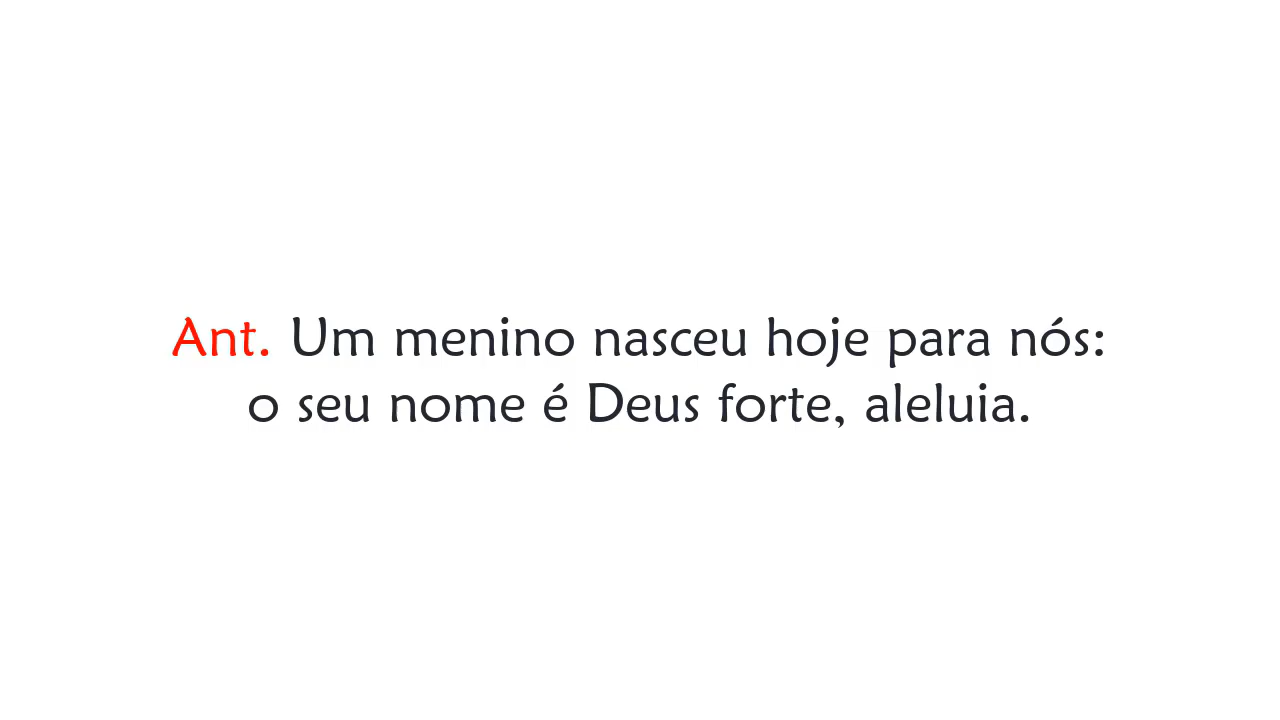 Ant. Um menino nasceu hoje para nós:
o seu nome é Deus forte, aleluia.